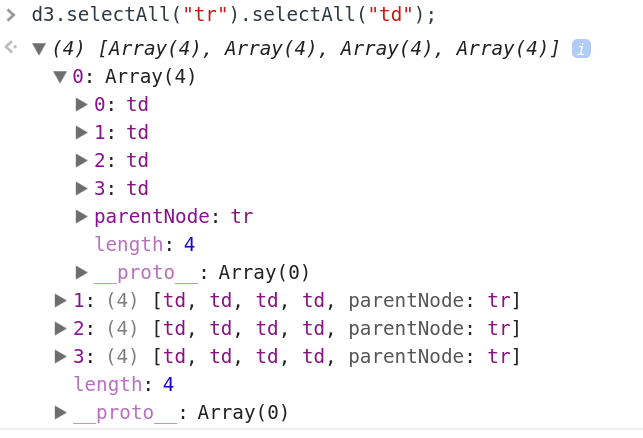 d3.selectAll("tr").selectAll("td");
(4) [Array(4), Array(4), Array(4), Array(4)] i
0: Array(4)
0: td
1: td
2: td
3: td
parentNode: tr
length: 4
__proto__: Array(0)
1: (4) [td, td, td, td, parentNode: tr]
2: (4) [td, td, td, td, parentNode: tr]
3: (4) [td, td, td, td, parentNode: tr]
length: 4
__proto__: Array(0)